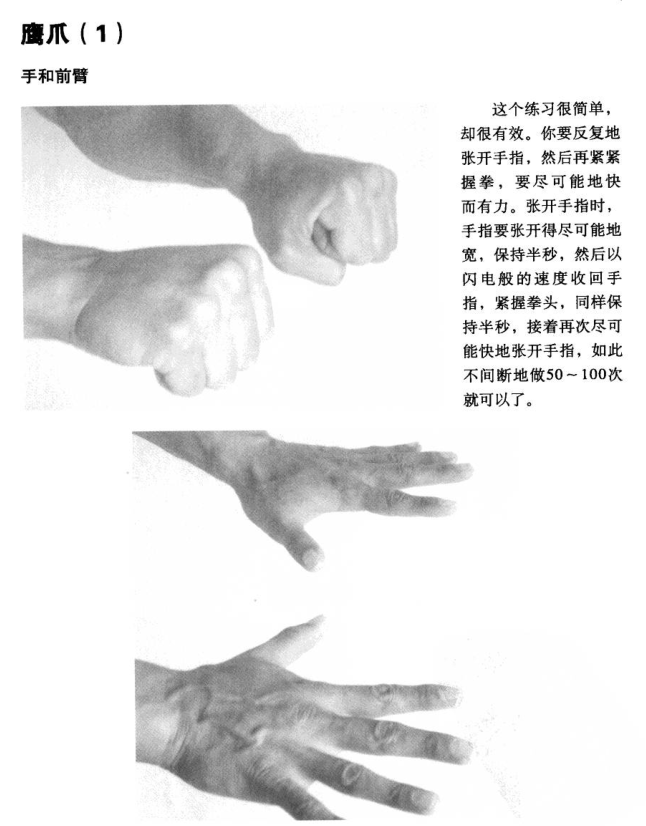 鹰爪（1）
手和前臂
这个练习很简单，
却很有效。你要反复地
张开手指，然后再紧紧
握拳，要尽可能地快
而有力。张开手指时，
手指要张开得尽可能地
宽，保持半秒，然后以
闪电般的速度收回手
指，紧握拳头，同样保
持半秒，接着再次尽可
能快地张开手指，如此
不间断地做50～100次
就可以了。